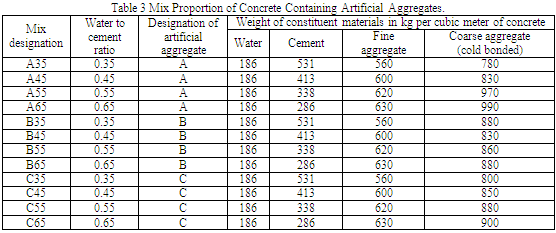 Table 3 Mix Proportion of Concrete Containing Artificial Aggregates.
Mix designation Water to cement ratio Designation of artificial aggregate Weight of constituent materials in kg per cubic meter of concrete
Water Cement Fine aggregate Coarse aggregate (cold bonded)
A35 0.35 A 186 531 560 780
A45 0.45 A 186 413 600 830
A55 0.55 A 186 338 620 970
A65 0.65 A 186 286 630 990
B35 0.35 B 186 531 560 880
B45 0.45 B 186 413 600 830
B55 0.55 B 186 338 620 860
B65 0.65 B 186 286 630 880
C35 0.35 C 186 531 560 800
C45 0.45 C 186 413 600 850
C55 0.55 C 186 338 620 880
C65 0.65 C 186 286 630 900